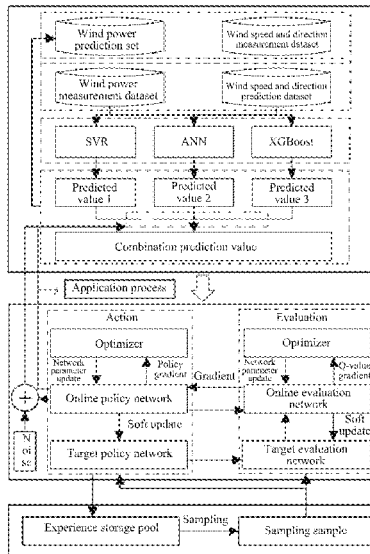 Wind power
prediction set
Wind speed and direction
measurement dataset
Wind power
measurement dataset
Wind speed and direction
prediction dataset
SVR
ANN
XGBoost
Predicted
value 1
Predicted
value 2
Predicted
value 3
Combination prediction value
Application process
Action
Evaluation
Optimizer
Optimizer
Network
parameter
update
Policy
gradient
Gradient
Network
parameter
update
Q-value
gradient
Online policy network
Online evaluation
network
Soft update
Soft
update
Target policy network
Target evaluation
network
N
oi
se
Experience storage pool
Sampling
Sampling sample